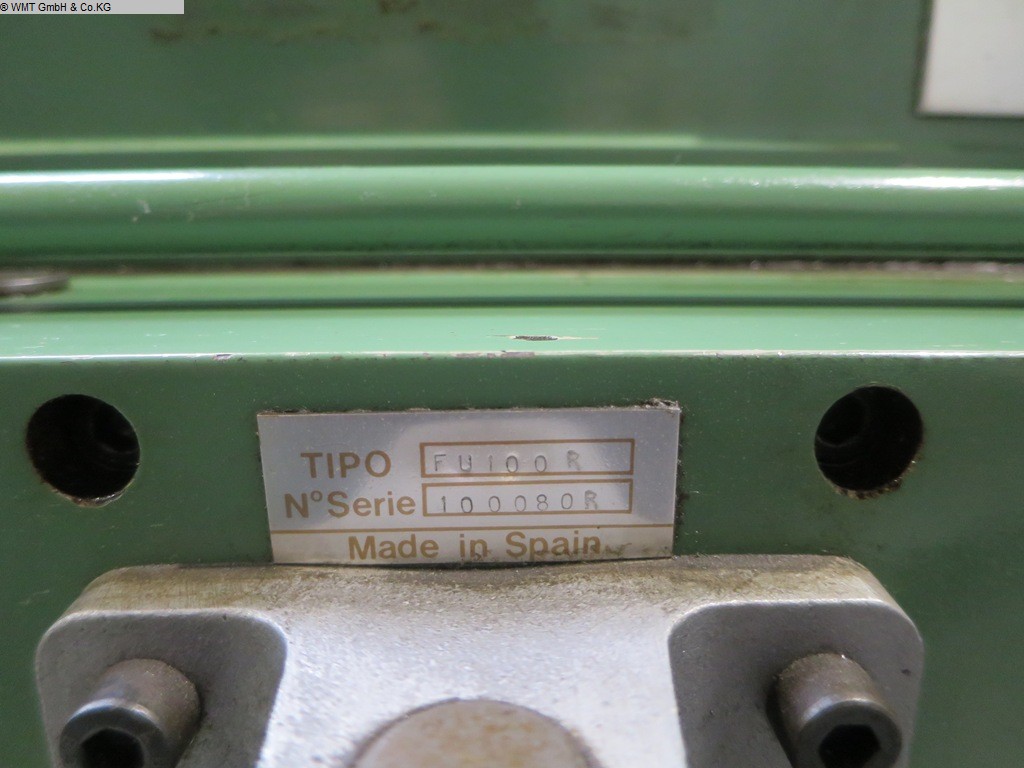 © WMT GmbH & Co.KG
TIPO FU100R
NºSerie 100080R
Made in Spain